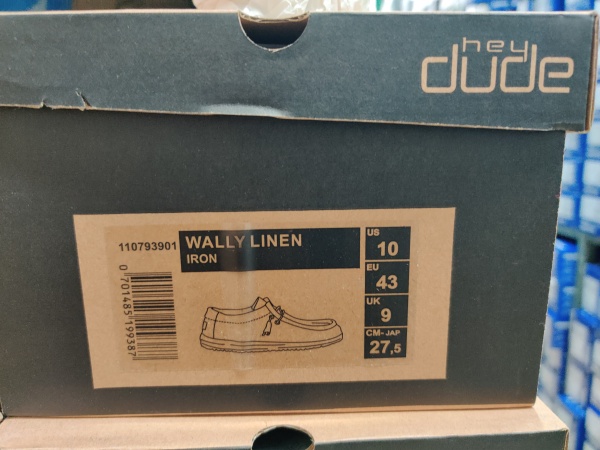 hey
dude
110793901
WALLY LINEN
IRON
0 701485 199387
US
10
EU
43
UK
9
CM- JAP
27,5